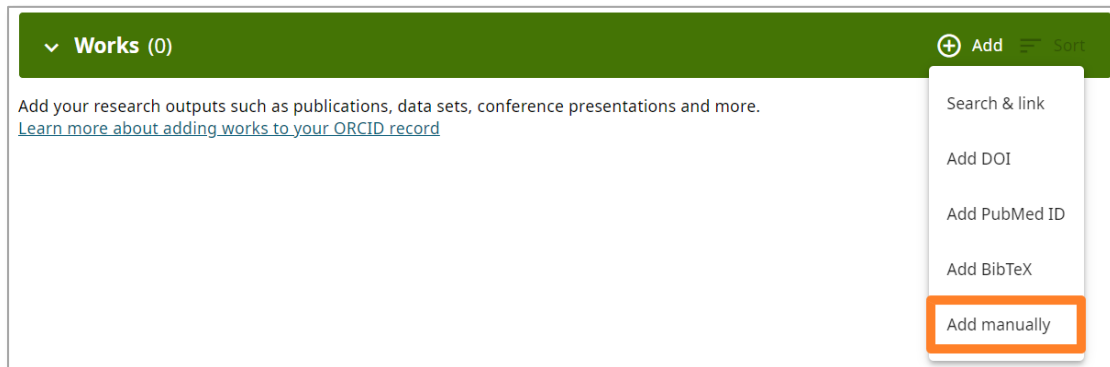 Works (0)
Add
Sort
Add your research outputs such as publications, data sets, conference presentations and more.
Learn more about adding works to your ORCID record
Search & link
Add DOI
Add PubMed ID
Add BibTeX
Add manually